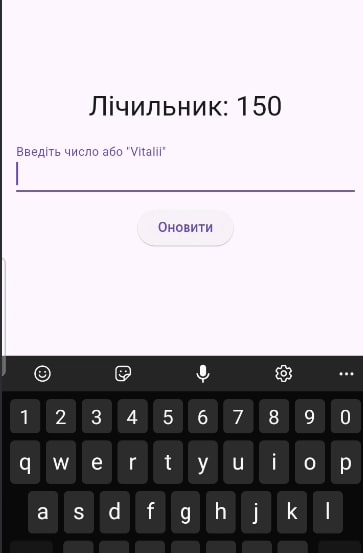 Лічильник: 150
Введіть число або "Vitalii"
Оновити
1 2 3 4 5 6 7 8 9 0
q w e r t y u i o p
a s d f g h j k l